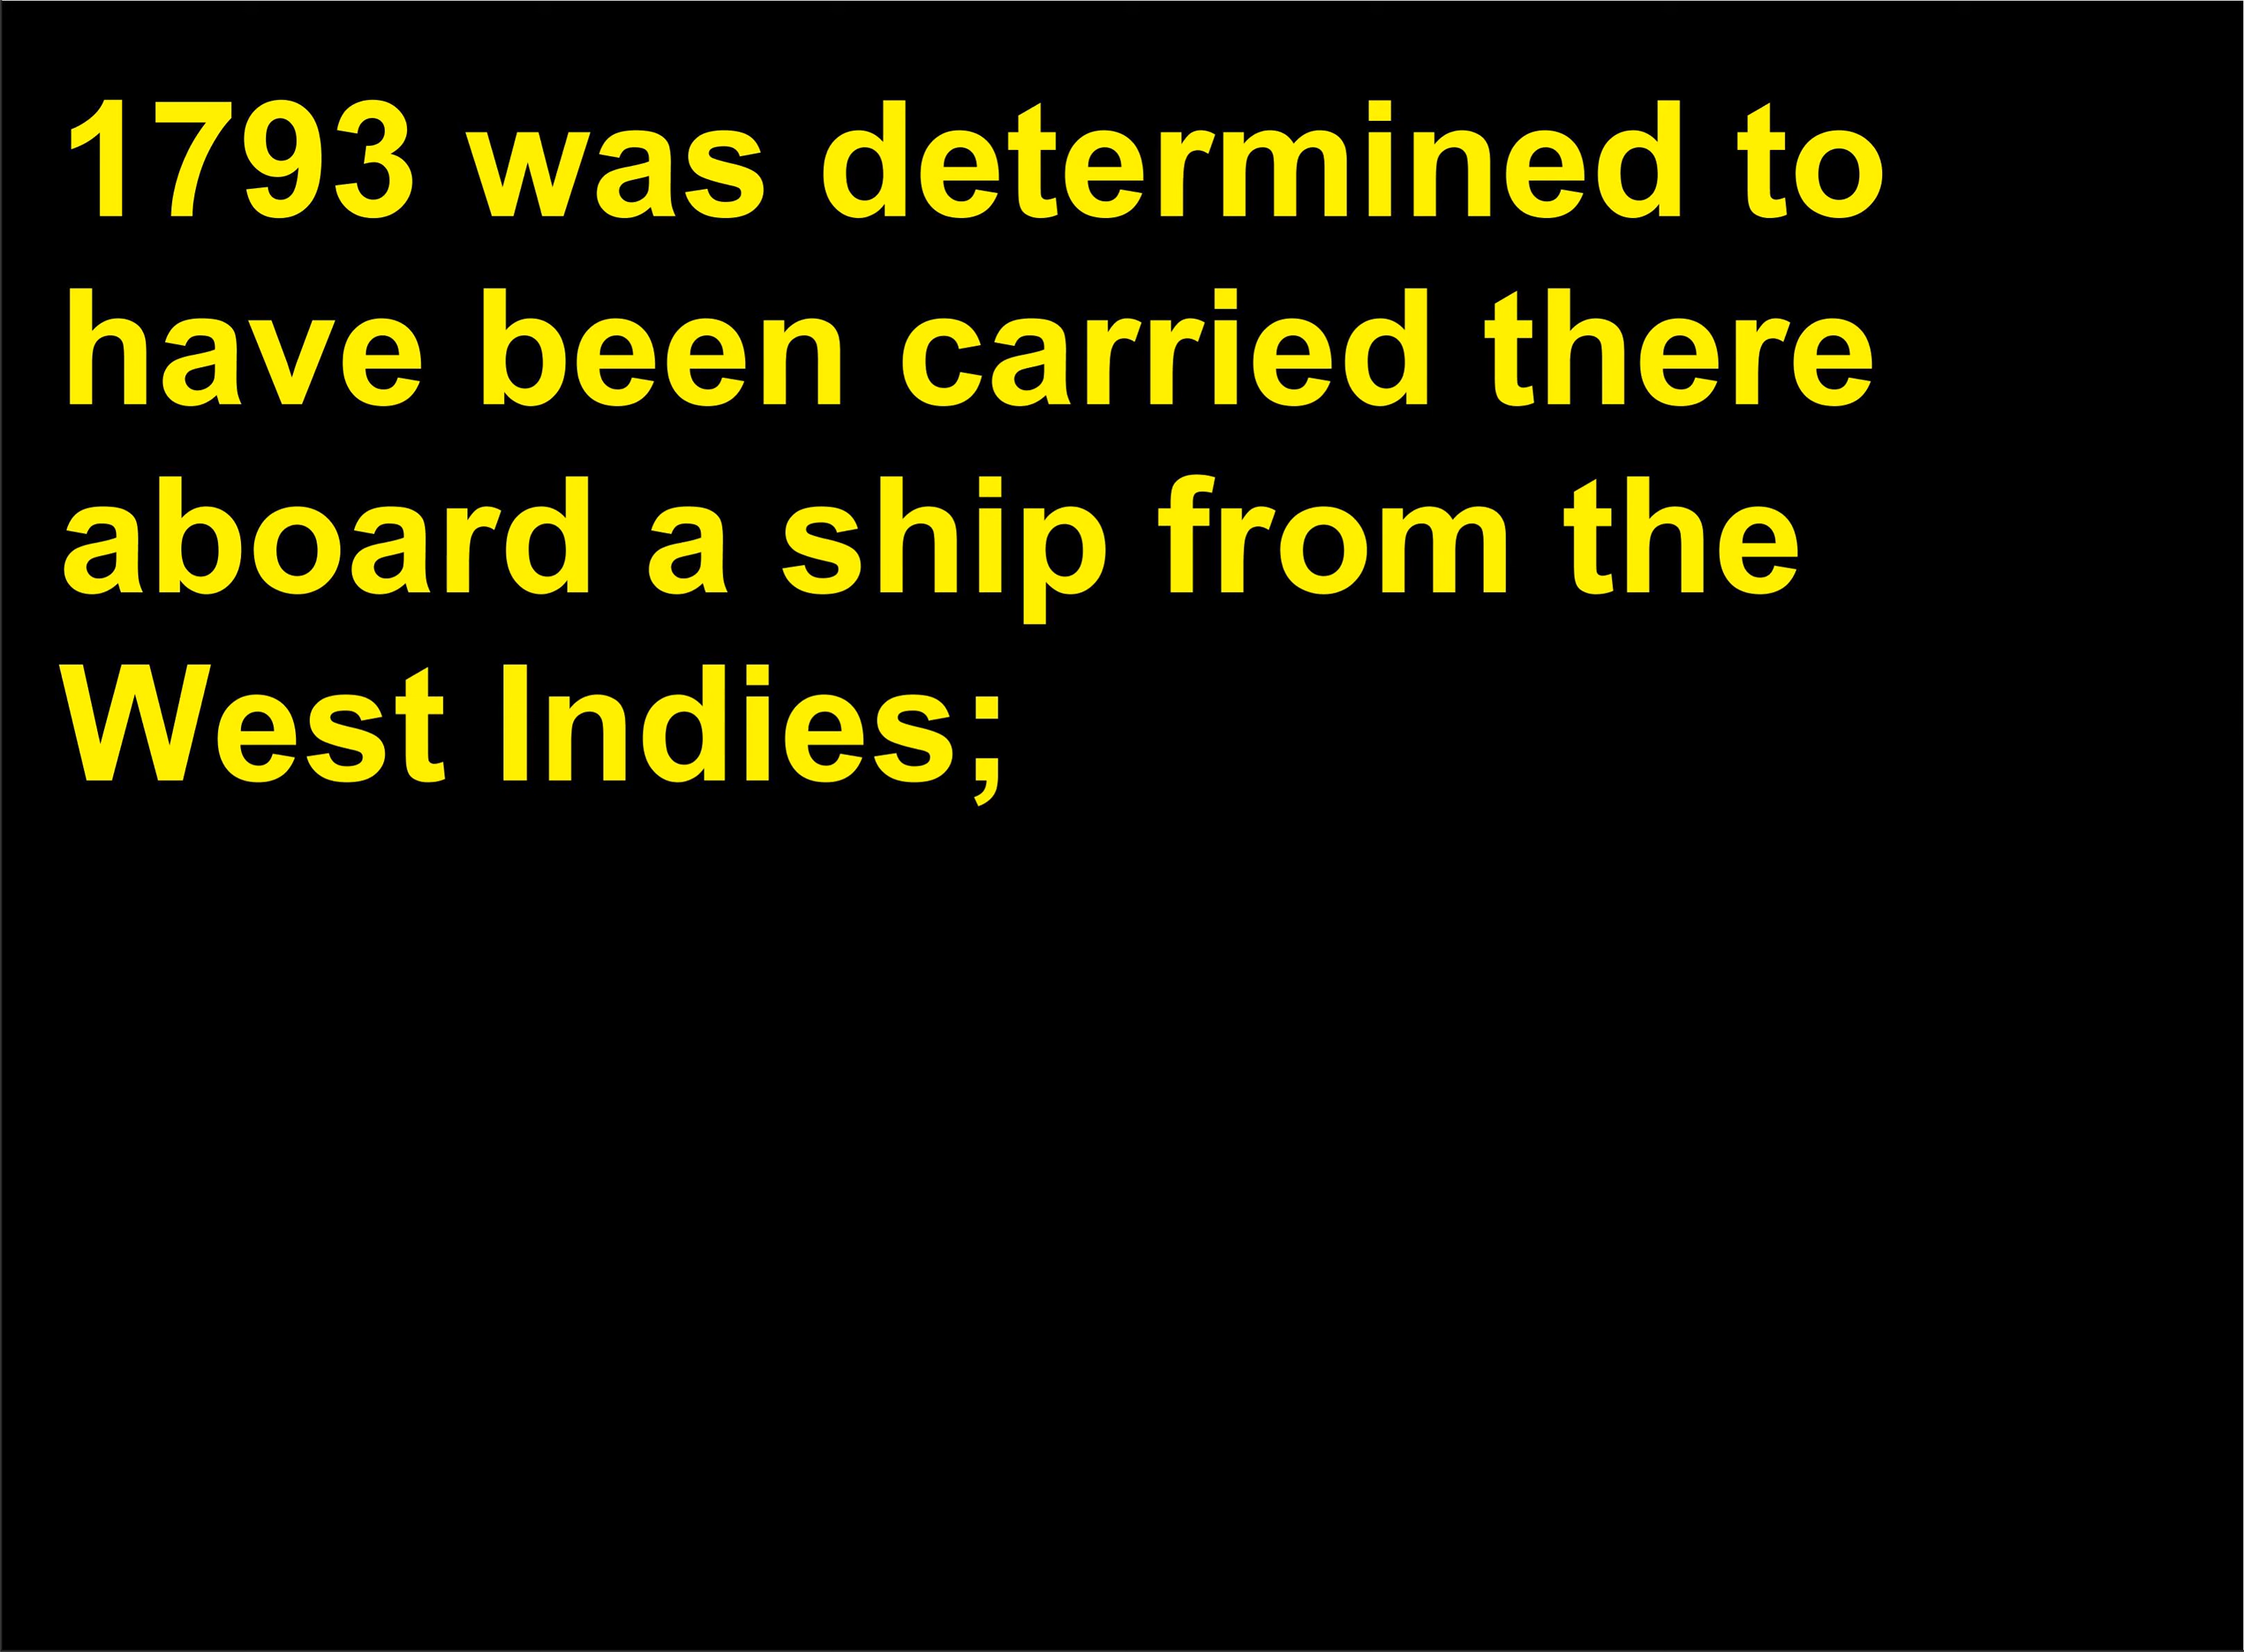 1793 was determined to
have been carried there
aboard a ship from the
West Indies;